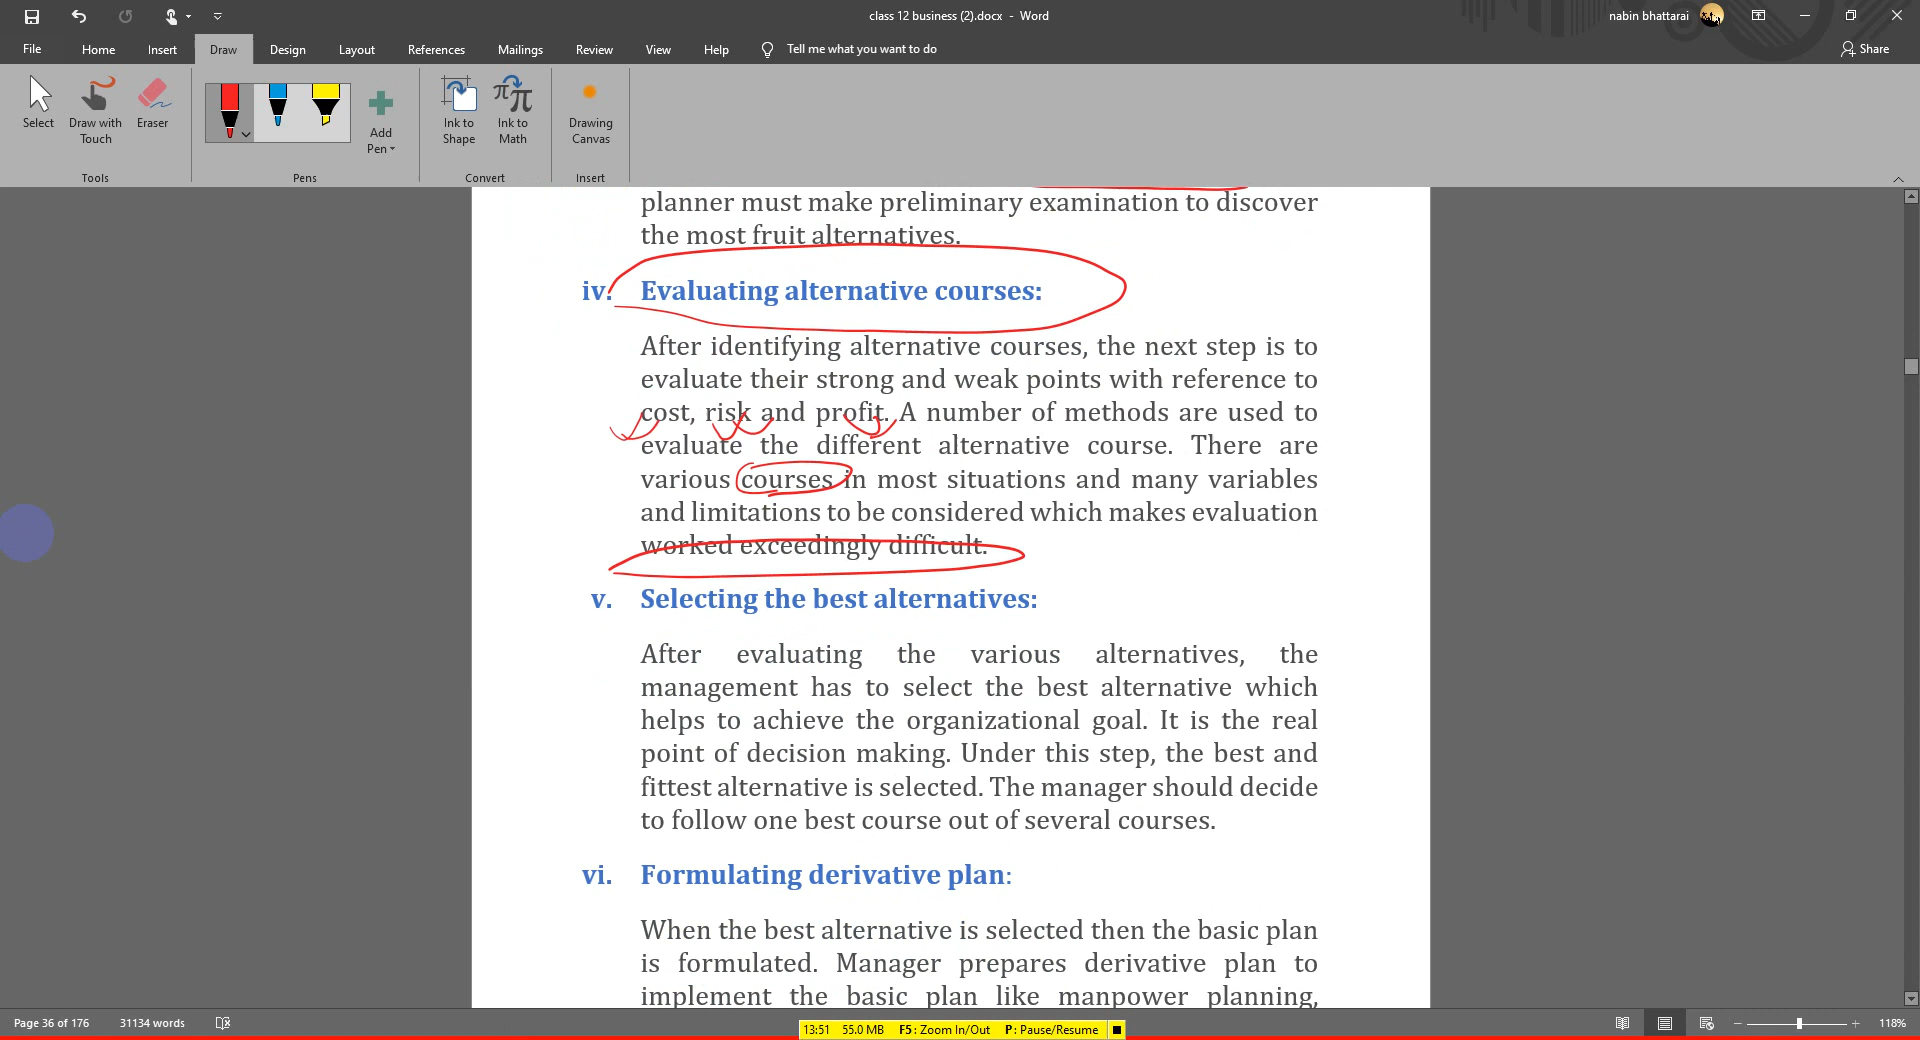 class 12 business (2).docx - Word
nabin bhattarai
File Home Insert Draw Design Layout References Mailings Review View Help Tell me what you want to do Share
Select Draw with Touch Eraser Add Pen Ink to Shape Ink to Math Drawing Canvas
Tools Pens Convert Insert
planner must make preliminary examination to discover
the most fruit alternatives.
iv. Evaluating alternative courses:
After identifying alternative courses, the next step is to
evaluate their strong and weak points with reference to
cost, risk and profit. A number of methods are used to
evaluate the different alternative course. There are
various courses in most situations and many variables
and limitations to be considered which makes evaluation
worked exceedingly difficult.
v. Selecting the best alternatives:
After evaluating the various alternatives, the
management has to select the best alternative which
helps to achieve the organizational goal. It is the real
point of decision making. Under this step, the best and
fittest alternative is selected. The manager should decide
to follow one best course out of several courses.
vi. Formulating derivative plan:
When the best alternative is selected then the basic plan
is formulated. Manager prepares derivative plan to
implement the basic plan like manpower planning,
Page 36 of 176 31134 words 118%
13:51 55.0 MB F5: Zoom In/Out P: Pause/Resume